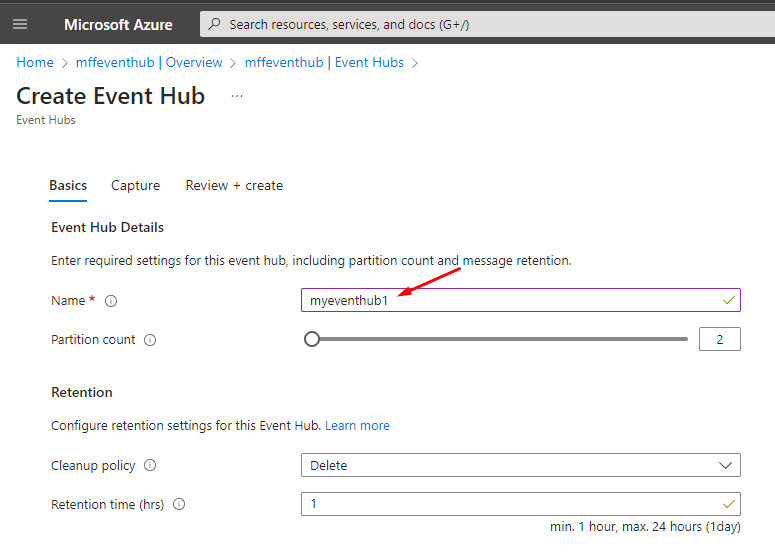 Microsoft Azure
Search resources, services, and docs (G+/)
Home > mffeventhub | Overview > mffeventhub | Event Hubs >
Create Event Hub ...
Event Hubs
Basics Capture Review + create
Event Hub Details
Enter required settings for this event hub, including partition count and message retention.
Name * myeventhub1
Partition count 2
Retention
Configure retention settings for this Event Hub. Learn more
Cleanup policy Delete
Retention time (hrs) 1
min. 1 hour, max. 24 hours (1day)